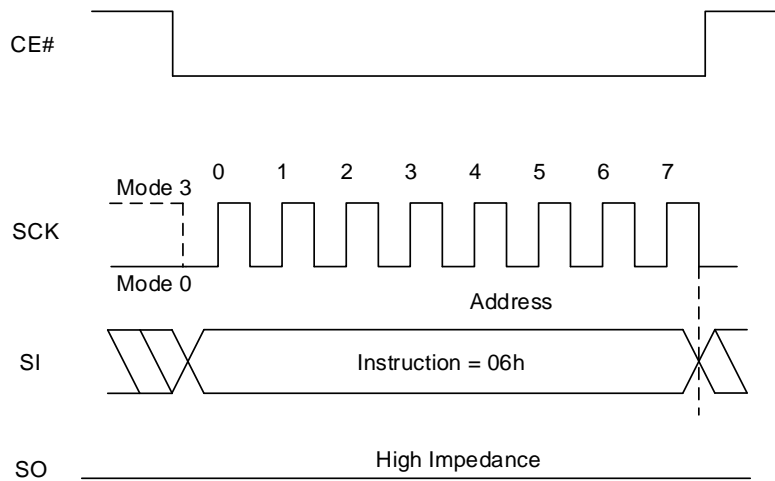 CE#
0 1 2 3 4 5 6 7
Mode 3
SCK
Mode 0
Address
SI
Instruction = 06h
High Impedance
SO